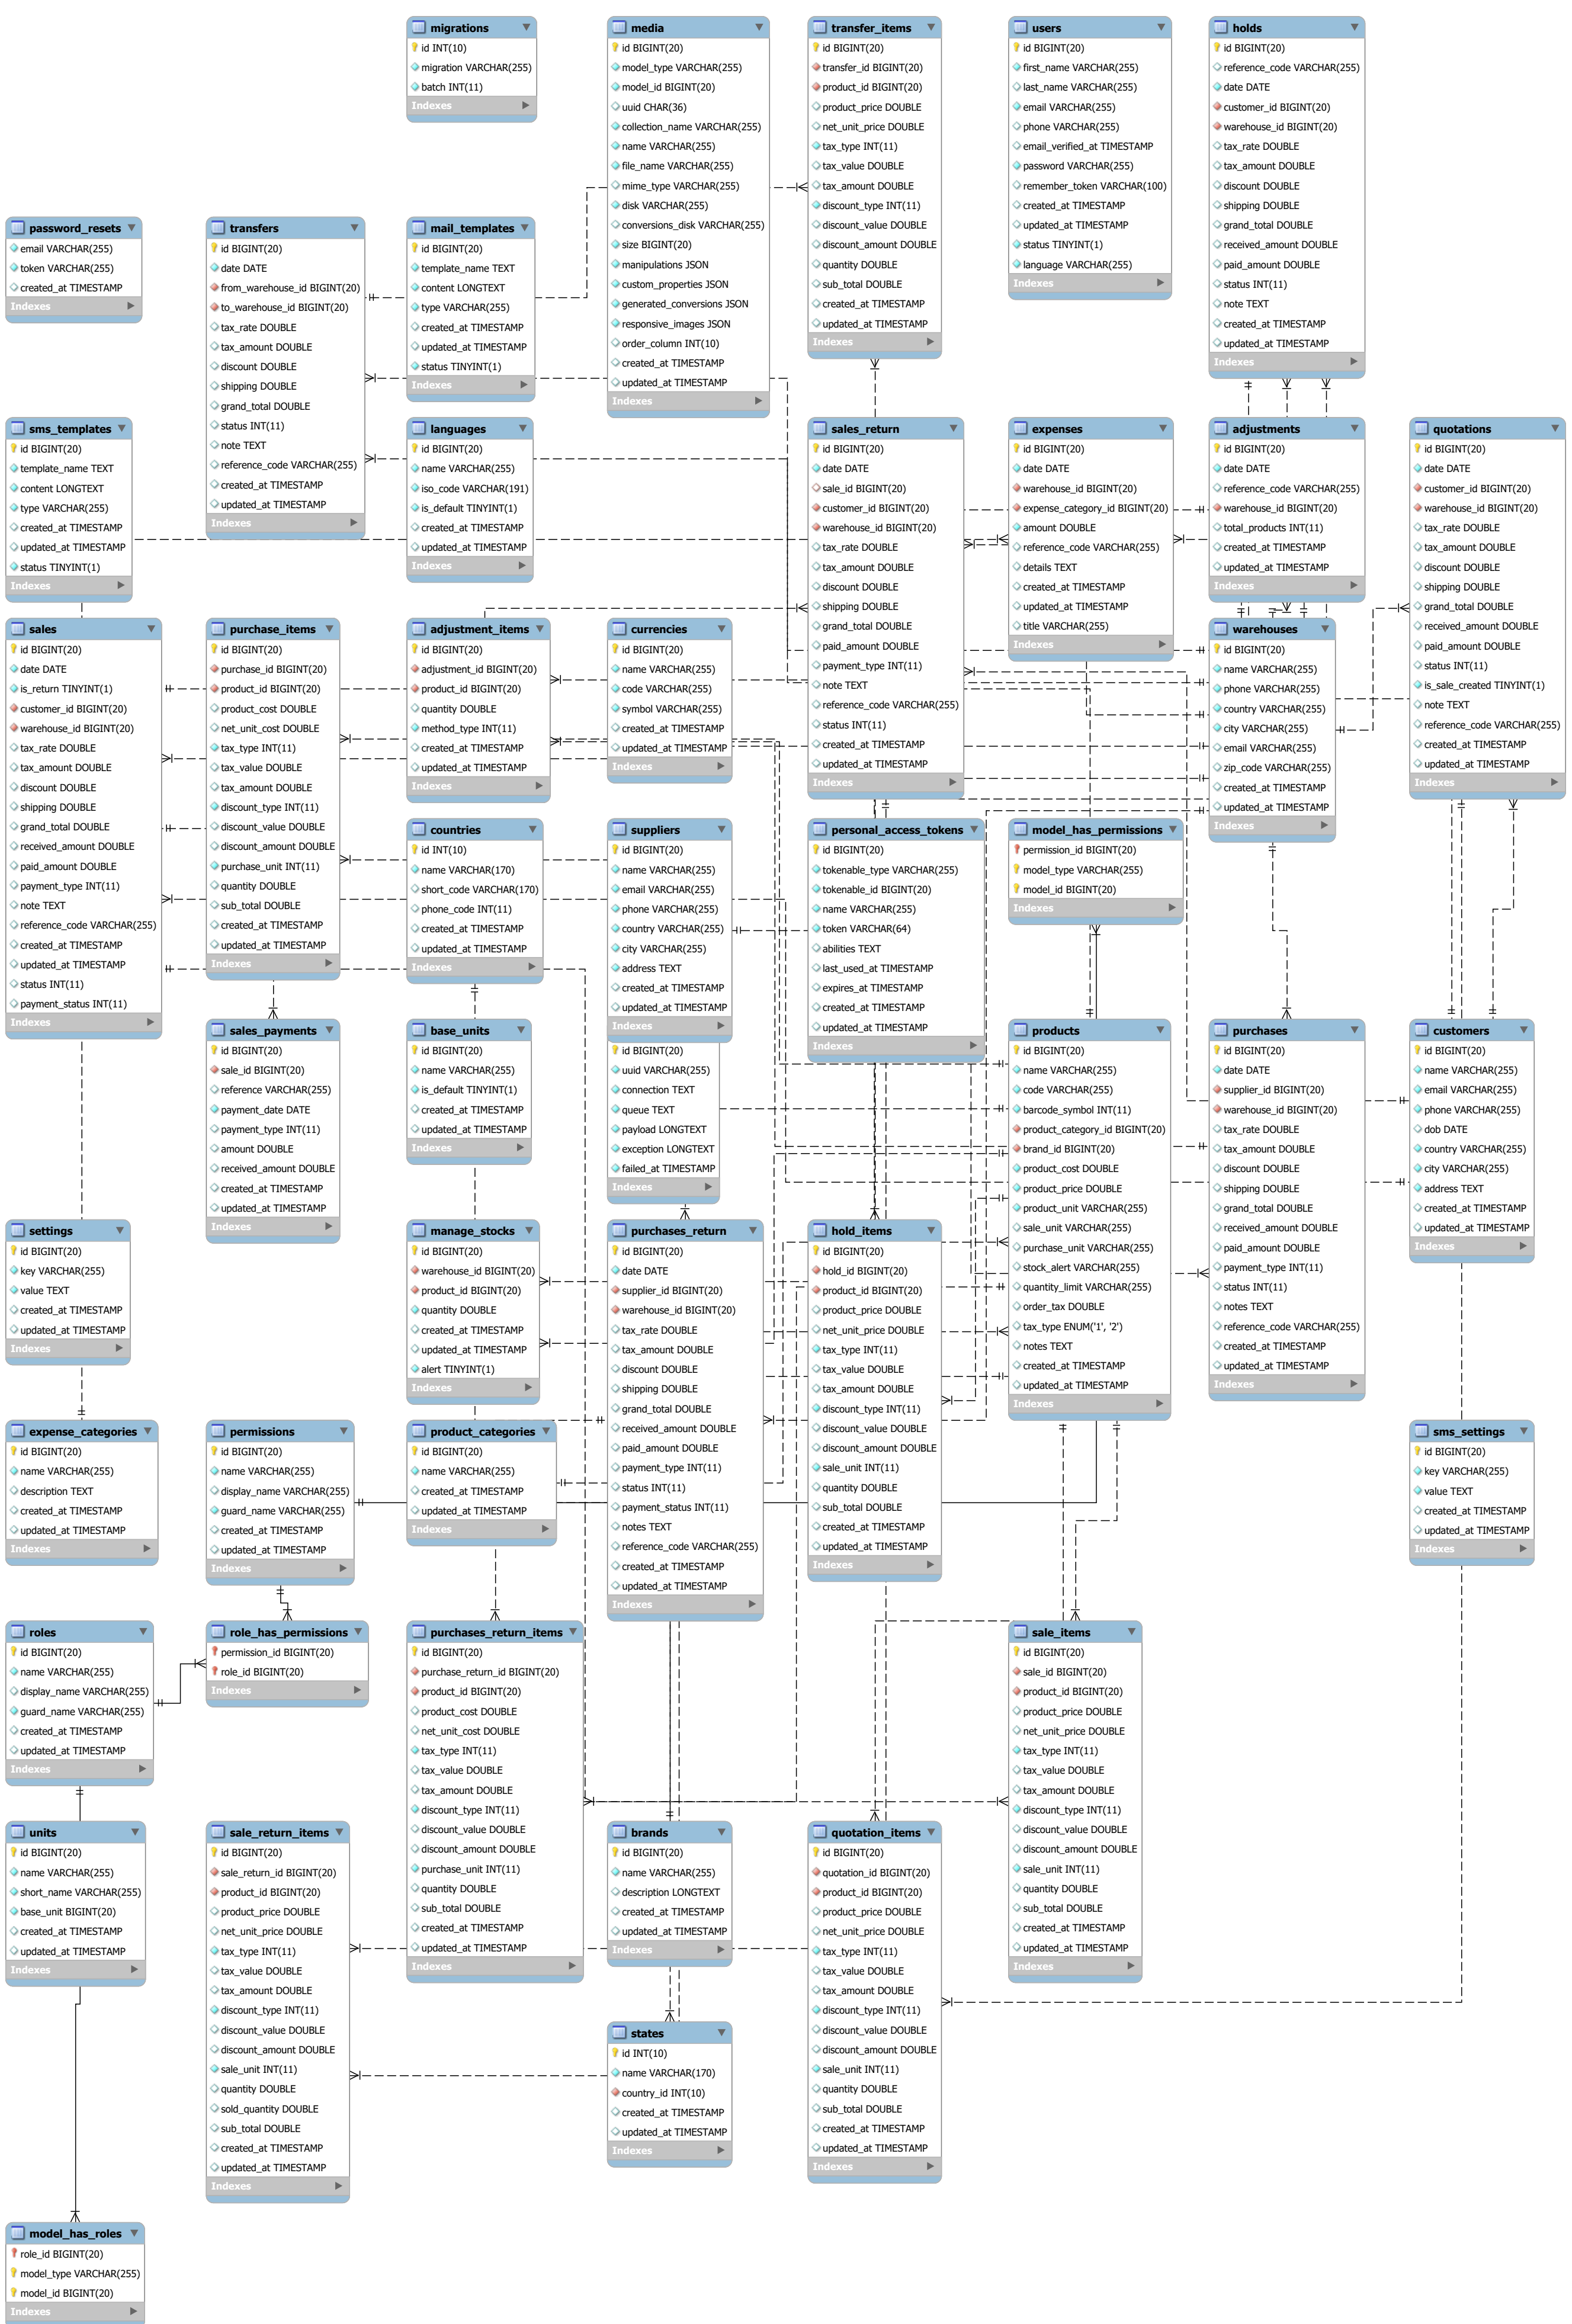 migrations
id INT(10)
migration VARCHAR(255)
batch INT(11)
Indexes
media
id BIGINT(20)
model_type VARCHAR(255)
model_id BIGINT(20)
uuid CHAR(36)
collection_name VARCHAR(255)
name VARCHAR(255)
file_name VARCHAR(255)
mime_type VARCHAR(255)
disk VARCHAR(255)
conversions_disk VARCHAR(255)
size BIGINT(20)
manipulations JSON
custom_properties JSON
generated_conversions JSON
responsive_images JSON
order_column INT(10)
created_at TIMESTAMP
updated_at TIMESTAMP
Indexes
transfer_items
id BIGINT(20)
transfer_id BIGINT(20)
product_id BIGINT(20)
product_price DOUBLE
net_unit_price DOUBLE
tax_type INT(11)
tax_value DOUBLE
tax_amount DOUBLE
discount_type INT(11)
discount_value DOUBLE
discount_amount DOUBLE
quantity DOUBLE
sub_total DOUBLE
created_at TIMESTAMP
updated_at TIMESTAMP
Indexes
users
id BIGINT(20)
first_name VARCHAR(255)
last_name VARCHAR(255)
email VARCHAR(255)
phone VARCHAR(255)
email_verified_at TIMESTAMP
password VARCHAR(255)
remember_token VARCHAR(100)
created_at TIMESTAMP
updated_at TIMESTAMP
status TINYINT(1)
language VARCHAR(255)
Indexes
holds
id BIGINT(20)
reference_code VARCHAR(255)
date DATE
customer_id BIGINT(20)
warehouse_id BIGINT(20)
tax_rate DOUBLE
tax_amount DOUBLE
discount DOUBLE
shipping DOUBLE
grand_total DOUBLE
received_amount DOUBLE
paid_amount DOUBLE
status INT(11)
note TEXT
created_at TIMESTAMP
updated_at TIMESTAMP
Indexes
password_resets
email VARCHAR(255)
token VARCHAR(255)
created_at TIMESTAMP
Indexes
transfers
id BIGINT(20)
date DATE
from_warehouse_id BIGINT(20)
to_warehouse_id BIGINT(20)
tax_rate DOUBLE
tax_amount DOUBLE
discount DOUBLE
shipping DOUBLE
grand_total DOUBLE
status INT(11)
note TEXT
reference_code VARCHAR(255)
created_at TIMESTAMP
updated_at TIMESTAMP
Indexes
mail_templates
id BIGINT(20)
template_name TEXT
content LONGTEXT
type VARCHAR(255)
created_at TIMESTAMP
updated_at TIMESTAMP
status TINYINT(1)
Indexes
sms_templates
id BIGINT(20)
template_name TEXT
content LONGTEXT
type VARCHAR(255)
created_at TIMESTAMP
updated_at TIMESTAMP
status TINYINT(1)
Indexes
languages
id BIGINT(20)
name VARCHAR(255)
iso_code VARCHAR(191)
is_default TINYINT(1)
created_at TIMESTAMP
updated_at TIMESTAMP
Indexes
sales_return
id BIGINT(20)
date DATE
sale_id BIGINT(20)
customer_id BIGINT(20)
warehouse_id BIGINT(20)
tax_rate DOUBLE
tax_amount DOUBLE
discount DOUBLE
shipping DOUBLE
grand_total DOUBLE
paid_amount DOUBLE
payment_type INT(11)
note TEXT
reference_code VARCHAR(255)
status INT(11)
created_at TIMESTAMP
updated_at TIMESTAMP
Indexes
expenses
id BIGINT(20)
date DATE
warehouse_id BIGINT(20)
expense_category_id BIGINT(20)
amount DOUBLE
reference_code VARCHAR(255)
details TEXT
created_at TIMESTAMP
updated_at TIMESTAMP
title VARCHAR(255)
Indexes
adjustments
id BIGINT(20)
date DATE
reference_code VARCHAR(255)
warehouse_id BIGINT(20)
total_products INT(11)
created_at TIMESTAMP
updated_at TIMESTAMP
Indexes
quotations
id BIGINT(20)
date DATE
customer_id BIGINT(20)
warehouse_id BIGINT(20)
tax_rate DOUBLE
tax_amount DOUBLE
discount DOUBLE
shipping DOUBLE
grand_total DOUBLE
received_amount DOUBLE
paid_amount DOUBLE
status INT(11)
is_sale_created TINYINT(1)
note TEXT
reference_code VARCHAR(255)
created_at TIMESTAMP
updated_at TIMESTAMP
Indexes
sales
id BIGINT(20)
date DATE
is_return TINYINT(1)
customer_id BIGINT(20)
warehouse_id BIGINT(20)
tax_rate DOUBLE
tax_amount DOUBLE
discount DOUBLE
shipping DOUBLE
grand_total DOUBLE
received_amount DOUBLE
paid_amount DOUBLE
payment_type INT(11)
note TEXT
reference_code VARCHAR(255)
created_at TIMESTAMP
updated_at TIMESTAMP
status INT(11)
payment_status INT(11)
Indexes
purchase_items
id BIGINT(20)
purchase_id BIGINT(20)
product_id BIGINT(20)
product_cost DOUBLE
net_unit_cost DOUBLE
tax_type INT(11)
tax_value DOUBLE
tax_amount DOUBLE
discount_type INT(11)
discount_value DOUBLE
discount_amount DOUBLE
purchase_unit INT(11)
quantity DOUBLE
sub_total DOUBLE
created_at TIMESTAMP
updated_at TIMESTAMP
Indexes
adjustment_items
id BIGINT(20)
adjustment_id BIGINT(20)
product_id BIGINT(20)
quantity DOUBLE
method_type INT(11)
created_at TIMESTAMP
updated_at TIMESTAMP
Indexes
currencies
id BIGINT(20)
name VARCHAR(255)
code VARCHAR(255)
symbol VARCHAR(255)
created_at TIMESTAMP
updated_at TIMESTAMP
Indexes
warehouses
id BIGINT(20)
name VARCHAR(255)
phone VARCHAR(255)
country VARCHAR(255)
city VARCHAR(255)
email VARCHAR(255)
zip_code VARCHAR(255)
created_at TIMESTAMP
updated_at TIMESTAMP
Indexes
countries
id INT(10)
name VARCHAR(170)
short_code VARCHAR(170)
phone_code INT(11)
created_at TIMESTAMP
updated_at TIMESTAMP
Indexes
suppliers
id BIGINT(20)
name VARCHAR(255)
email VARCHAR(255)
phone VARCHAR(255)
country VARCHAR(255)
city VARCHAR(255)
address TEXT
created_at TIMESTAMP
updated_at TIMESTAMP
Indexes
personal_access_tokens
id BIGINT(20)
tokenable_type VARCHAR(255)
tokenable_id BIGINT(20)
name VARCHAR(255)
token VARCHAR(64)
abilities TEXT
last_used_at TIMESTAMP
expires_at TIMESTAMP
created_at TIMESTAMP
updated_at TIMESTAMP
Indexes
model_has_permissions
permission_id BIGINT(20)
model_type VARCHAR(255)
model_id BIGINT(20)
Indexes
sales_payments
id BIGINT(20)
sale_id BIGINT(20)
reference VARCHAR(255)
payment_date DATE
payment_type INT(11)
amount DOUBLE
received_amount DOUBLE
created_at TIMESTAMP
updated_at TIMESTAMP
Indexes
base_units
id BIGINT(20)
name VARCHAR(255)
is_default TINYINT(1)
created_at TIMESTAMP
updated_at TIMESTAMP
Indexes
id BIGINT(20)
uuid VARCHAR(255)
connection TEXT
queue TEXT
payload LONGTEXT
exception LONGTEXT
failed_at TIMESTAMP
Indexes
products
id BIGINT(20)
name VARCHAR(255)
code VARCHAR(255)
barcode_symbol INT(11)
product_category_id BIGINT(20)
brand_id BIGINT(20)
product_cost DOUBLE
product_price DOUBLE
product_unit VARCHAR(255)
sale_unit VARCHAR(255)
purchase_unit VARCHAR(255)
stock_alert VARCHAR(255)
quantity_limit VARCHAR(255)
order_tax DOUBLE
tax_type ENUM('1', '2')
notes TEXT
created_at TIMESTAMP
updated_at TIMESTAMP
Indexes
purchases
id BIGINT(20)
date DATE
supplier_id BIGINT(20)
warehouse_id BIGINT(20)
tax_rate DOUBLE
tax_amount DOUBLE
discount DOUBLE
shipping DOUBLE
grand_total DOUBLE
received_amount DOUBLE
paid_amount DOUBLE
payment_type INT(11)
status INT(11)
notes TEXT
reference_code VARCHAR(255)
created_at TIMESTAMP
updated_at TIMESTAMP
Indexes
customers
id BIGINT(20)
name VARCHAR(255)
email VARCHAR(255)
phone VARCHAR(255)
dob DATE
country VARCHAR(255)
city VARCHAR(255)
address TEXT
created_at TIMESTAMP
updated_at TIMESTAMP
Indexes
settings
id BIGINT(20)
key VARCHAR(255)
value TEXT
created_at TIMESTAMP
updated_at TIMESTAMP
Indexes
manage_stocks
id BIGINT(20)
warehouse_id BIGINT(20)
product_id BIGINT(20)
quantity DOUBLE
created_at TIMESTAMP
updated_at TIMESTAMP
alert TINYINT(1)
Indexes
purchases_return
id BIGINT(20)
date DATE
supplier_id BIGINT(20)
warehouse_id BIGINT(20)
tax_rate DOUBLE
tax_amount DOUBLE
discount DOUBLE
shipping DOUBLE
grand_total DOUBLE
received_amount DOUBLE
paid_amount DOUBLE
payment_type INT(11)
status INT(11)
payment_status INT(11)
notes TEXT
reference_code VARCHAR(255)
created_at TIMESTAMP
updated_at TIMESTAMP
Indexes
hold_items
id BIGINT(20)
hold_id BIGINT(20)
product_id BIGINT(20)
product_price DOUBLE
net_unit_price DOUBLE
tax_type INT(11)
tax_value DOUBLE
tax_amount DOUBLE
discount_type INT(11)
discount_value DOUBLE
discount_amount DOUBLE
sale_unit INT(11)
quantity DOUBLE
sub_total DOUBLE
created_at TIMESTAMP
updated_at TIMESTAMP
Indexes
expense_categories
id BIGINT(20)
name VARCHAR(255)
description TEXT
created_at TIMESTAMP
updated_at TIMESTAMP
Indexes
permissions
id BIGINT(20)
name VARCHAR(255)
display_name VARCHAR(255)
guard_name VARCHAR(255)
created_at TIMESTAMP
updated_at TIMESTAMP
Indexes
product_categories
id BIGINT(20)
name VARCHAR(255)
created_at TIMESTAMP
updated_at TIMESTAMP
Indexes
sms_settings
id BIGINT(20)
key VARCHAR(255)
value TEXT
created_at TIMESTAMP
updated_at TIMESTAMP
Indexes
roles
id BIGINT(20)
name VARCHAR(255)
display_name VARCHAR(255)
guard_name VARCHAR(255)
created_at TIMESTAMP
updated_at TIMESTAMP
Indexes
role_has_permissions
permission_id BIGINT(20)
role_id BIGINT(20)
Indexes
purchases_return_items
id BIGINT(20)
purchase_return_id BIGINT(20)
product_id BIGINT(20)
product_cost DOUBLE
net_unit_cost DOUBLE
tax_type INT(11)
tax_value DOUBLE
tax_amount DOUBLE
discount_type INT(11)
discount_value DOUBLE
discount_amount DOUBLE
purchase_unit INT(11)
quantity DOUBLE
sub_total DOUBLE
created_at TIMESTAMP
updated_at TIMESTAMP
Indexes
sale_items
id BIGINT(20)
sale_id BIGINT(20)
product_id BIGINT(20)
product_price DOUBLE
net_unit_price DOUBLE
tax_type INT(11)
tax_value DOUBLE
tax_amount DOUBLE
discount_type INT(11)
discount_value DOUBLE
discount_amount DOUBLE
sale_unit INT(11)
quantity DOUBLE
sub_total DOUBLE
created_at TIMESTAMP
updated_at TIMESTAMP
Indexes
units
id BIGINT(20)
name VARCHAR(255)
short_name VARCHAR(255)
base_unit BIGINT(20)
created_at TIMESTAMP
updated_at TIMESTAMP
Indexes
sale_return_items
id BIGINT(20)
sale_return_id BIGINT(20)
product_id BIGINT(20)
product_price DOUBLE
net_unit_price DOUBLE
tax_type INT(11)
tax_value DOUBLE
tax_amount DOUBLE
discount_type INT(11)
discount_value DOUBLE
discount_amount DOUBLE
sale_unit INT(11)
quantity DOUBLE
sold_quantity DOUBLE
sub_total DOUBLE
created_at TIMESTAMP
updated_at TIMESTAMP
Indexes
brands
id BIGINT(20)
name VARCHAR(255)
description LONGTEXT
created_at TIMESTAMP
updated_at TIMESTAMP
Indexes
quotation_items
id BIGINT(20)
quotation_id BIGINT(20)
product_id BIGINT(20)
product_price DOUBLE
net_unit_price DOUBLE
tax_type INT(11)
tax_value DOUBLE
tax_amount DOUBLE
discount_type INT(11)
discount_value DOUBLE
discount_amount DOUBLE
sale_unit INT(11)
quantity DOUBLE
sub_total DOUBLE
created_at TIMESTAMP
updated_at TIMESTAMP
Indexes
states
id INT(10)
name VARCHAR(170)
country_id INT(10)
created_at TIMESTAMP
updated_at TIMESTAMP
Indexes
model_has_roles
role_id BIGINT(20)
model_type VARCHAR(255)
model_id BIGINT(20)
Indexes